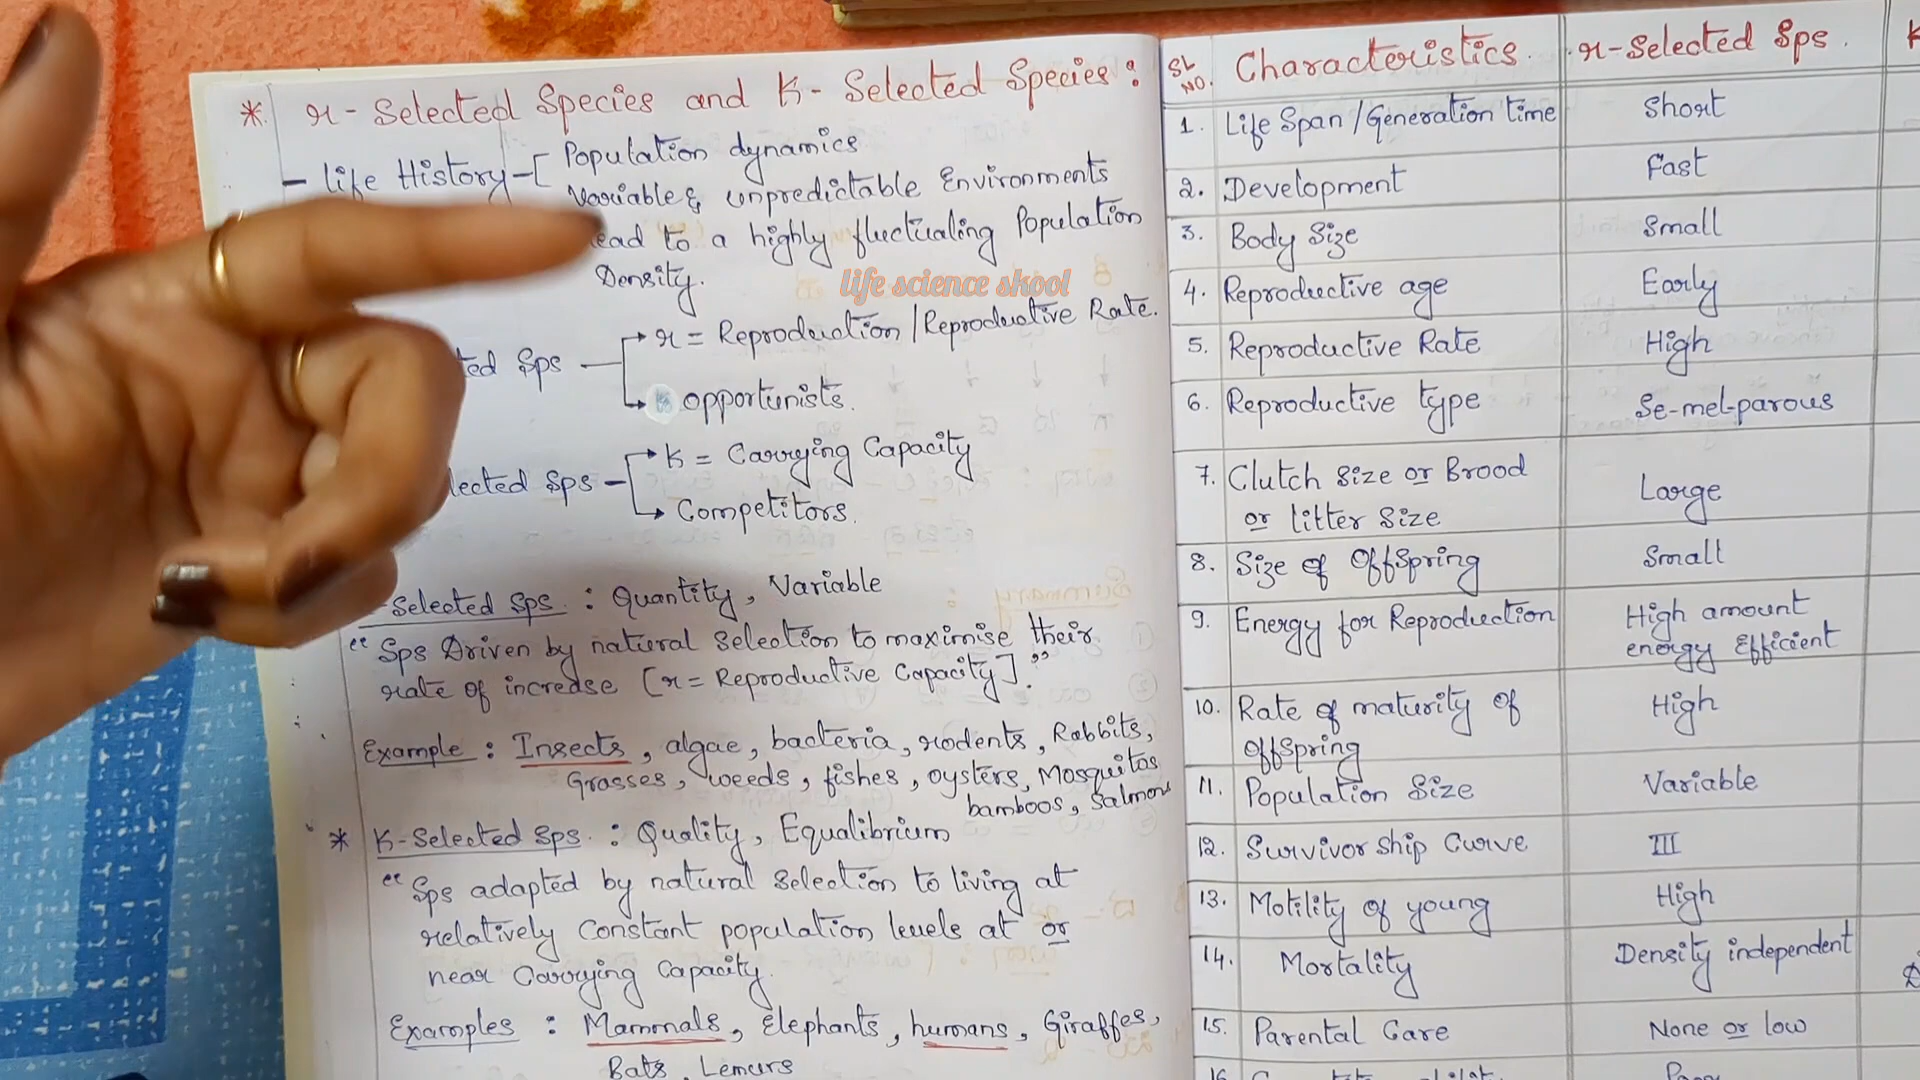 * r-Selected Species and K-Selected Species :
- life History - [ Population dynamics
Variable & unpredictable Environments
lead to a highly fluctuating Population
Density.
life science skool
Sps → r = Reproduction / Reproductive Rate.
→ opportunists.
Sps → K = Carrying Capacity
→ Competitors.
Selected Sps. : Quantity, Variable
"Sps Driven by natural selection to maximise their
rate of increase [r = Reproductive Capacity]."
Example : Insects, algae, bacteria, rodents, Rabbits,
Grasses, weeds, fishes, oysters, Mosquitos
bamboos, Salmons
* K-Selected Sps. : Quality, Equalibrium
"Sps adapted by natural selection to living at
relatively Constant population levels at or
near Carrying Capacity.
Examples : Mammals, Elephants, humans, Giraffes,
Bats, Lemurs
SL NO. Characteristics. r-Selected Sps.
1. Life Span / Generation time Short
2. Development Fast
3. Body Size Small
4. Reproductive age Early
5. Reproductive Rate High
6. Reproductive type Se-mel-parous
7. Clutch Size or Brood
or litter Size Large
8. Size of Offspring Small
9. Energy for Reproduction High amount
energy Efficient
10. Rate of maturity of High
Offspring
11. Population Size Variable
12. Survivor ship Curve III
13. Motility of young High
14. Mortality Density independent
15. Parental Care None or low
16.